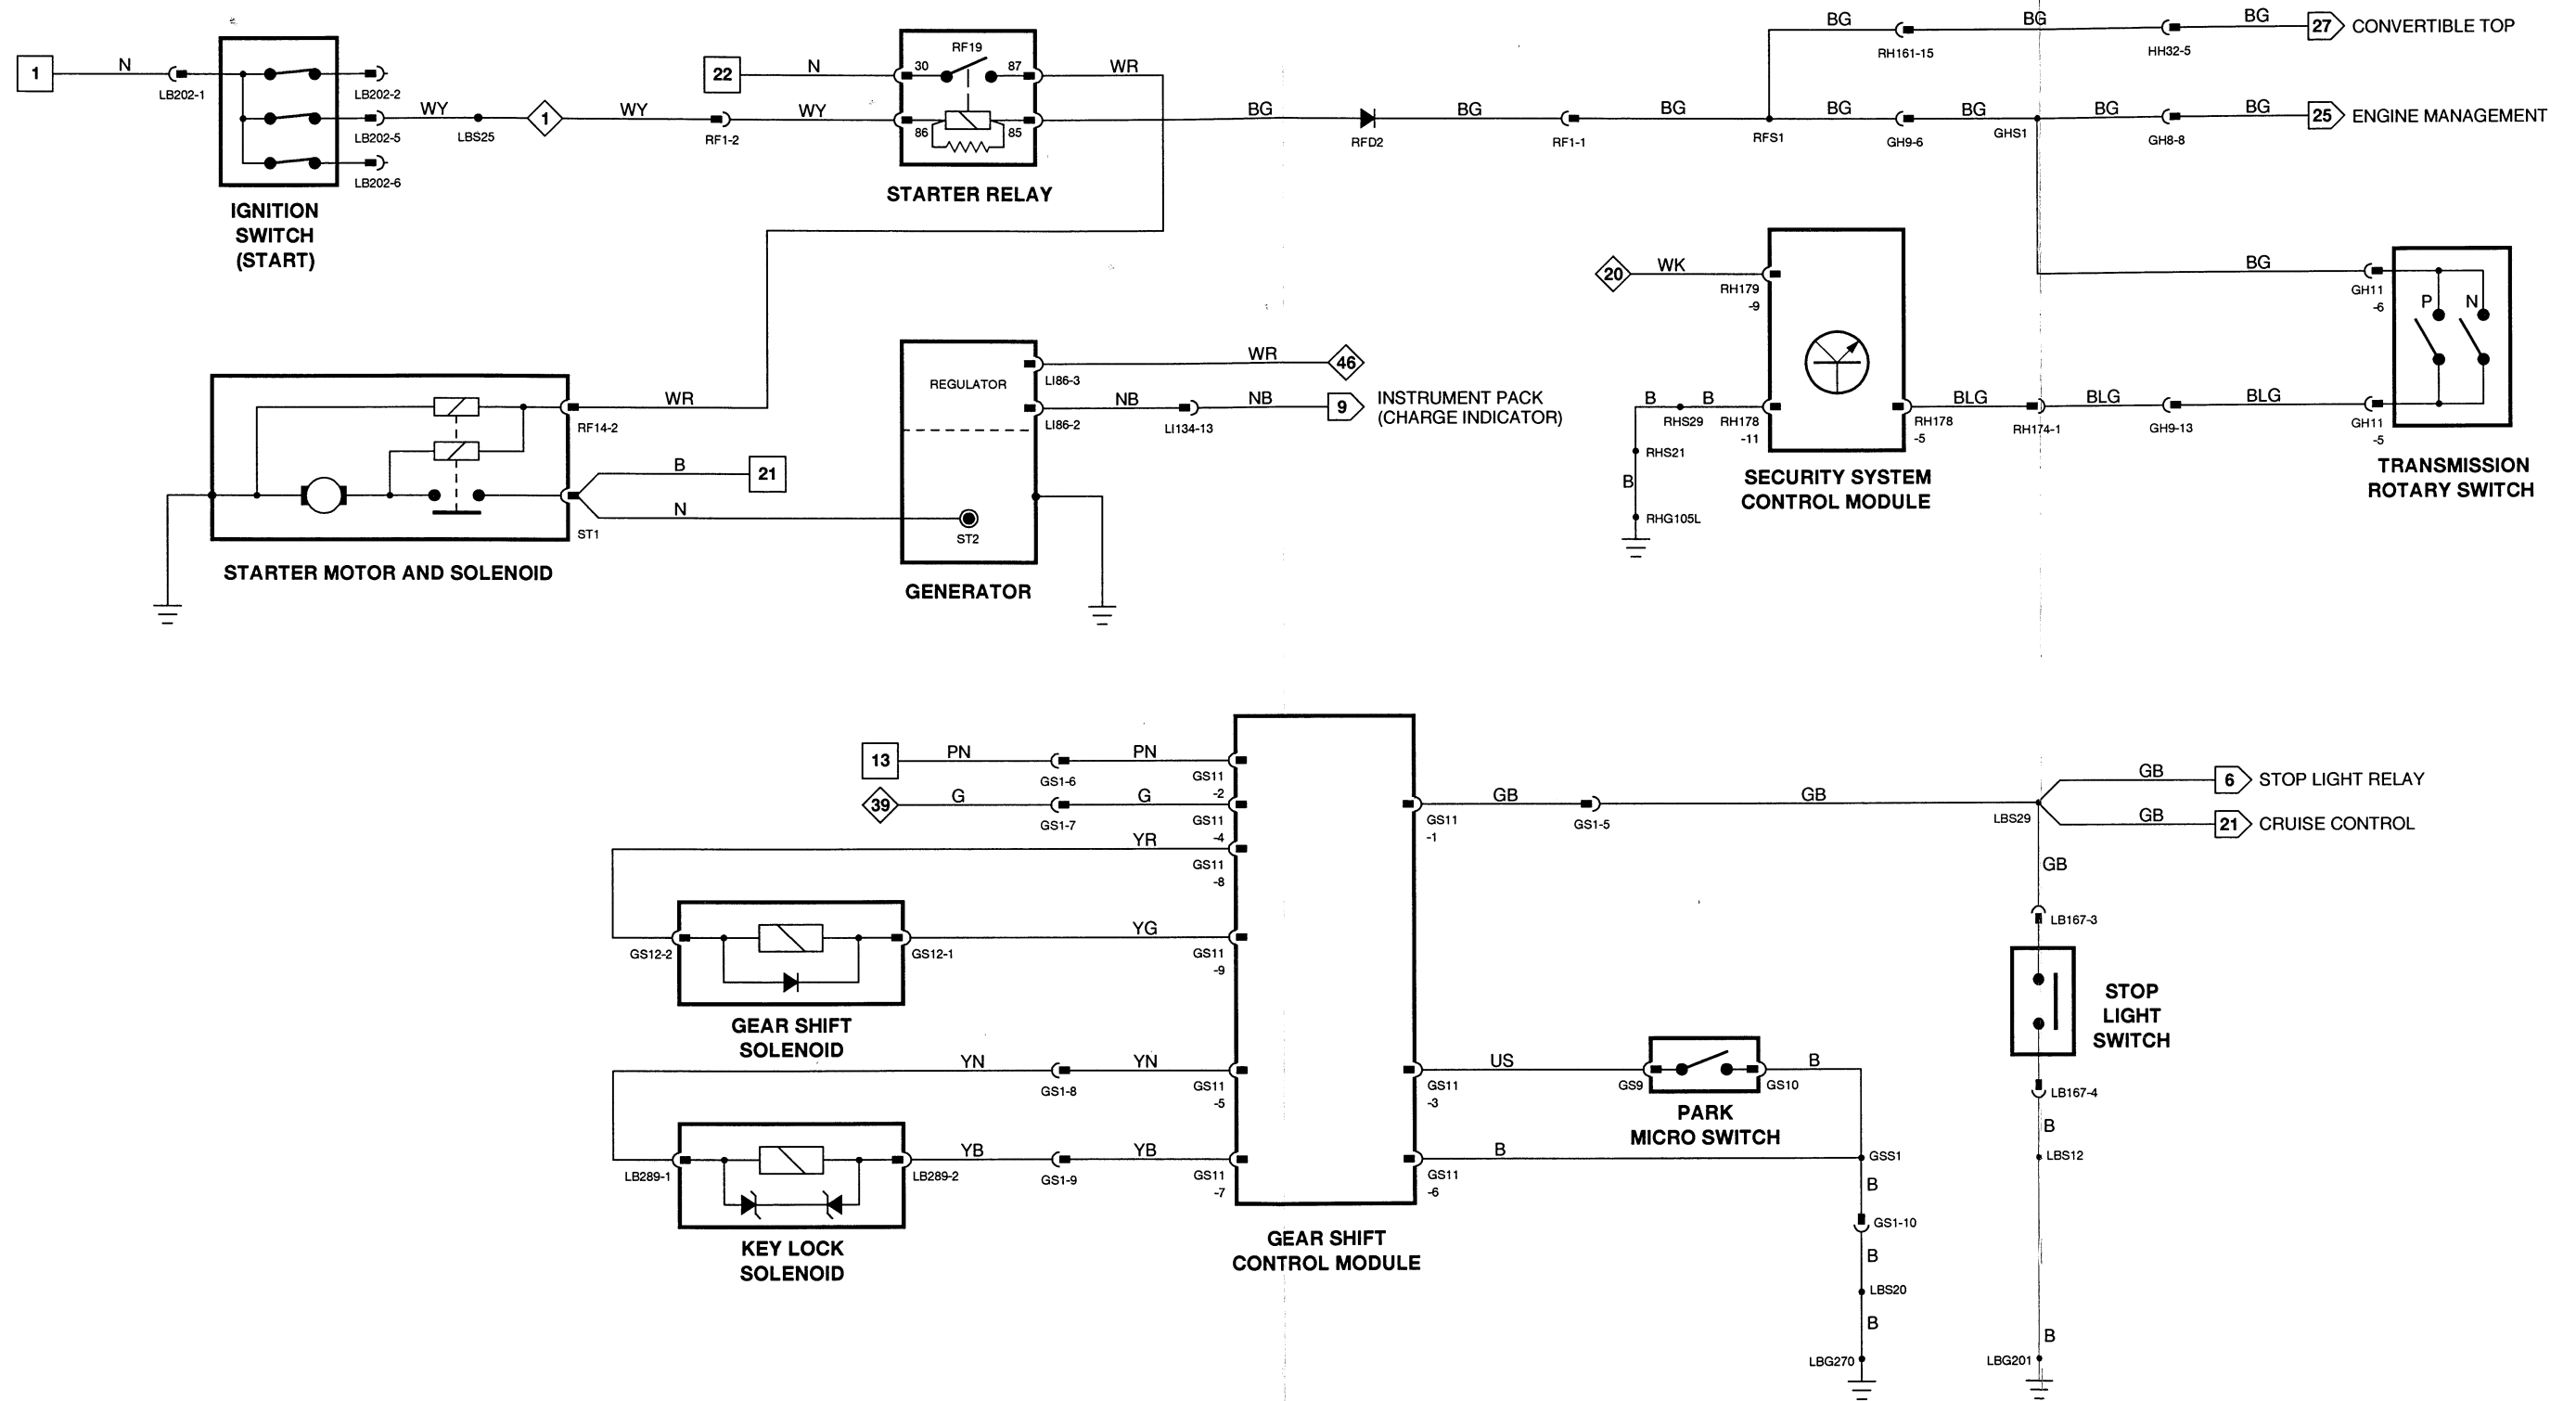 BG
BG
BG
27
CONVERTIBLE TOP
RH161-15
HH32-5
1
N
LB202-1
LB202-2
WY
LB202-5
LBS25
1
WY
RF1-2
WY
LB202-6
IGNITION
SWITCH
(START)
22
N
RF19
30
87
86
85
WR
STARTER RELAY
BG
RFD2
BG
RF1-1
BG
RFS1
BG
GH9-6
BG
GHS1
BG
GH8-8
BG
25
ENGINE MANAGEMENT
20
WK
RH179
-9
BG
GH11
-6
P
N
B
RHS29
B
RH178
-11
RHS21
B
RHG105L
RH178
-5
BLG
RH174-1
BLG
GH9-13
BLG
GH11
-5
SECURITY SYSTEM
CONTROL MODULE
TRANSMISSION
ROTARY SWITCH
WR
RF14-2
B
21
N
ST1
STARTER MOTOR AND SOLENOID
REGULATOR
LI86-3
WR
46
LI86-2
NB
LI134-13
NB
9
INSTRUMENT PACK
(CHARGE INDICATOR)
ST2
GENERATOR
13
PN
GS1-6
PN
GS11
-2
39
G
GS1-7
G
GS11
-4
YR
GS11
-8
GS12-2
GS12-1
YG
GS11
-9
GEAR SHIFT
SOLENOID
YN
GS1-8
YN
GS11
-5
LB289-1
LB289-2
YB
GS1-9
YB
GS11
-7
KEY LOCK
SOLENOID
GEAR SHIFT
CONTROL MODULE
GS11
-1
GB
GS1-5
GB
LBS29
GB
6
STOP LIGHT RELAY
GB
21
CRUISE CONTROL
GB
LB167-3
STOP
LIGHT
SWITCH
LB167-4
B
LBS12
B
LBG201
GS11
-3
US
GS9
GS10
B
PARK
MICRO SWITCH
GS11
-6
B
GSS1
B
GS1-10
B
LBS20
B
LBG270